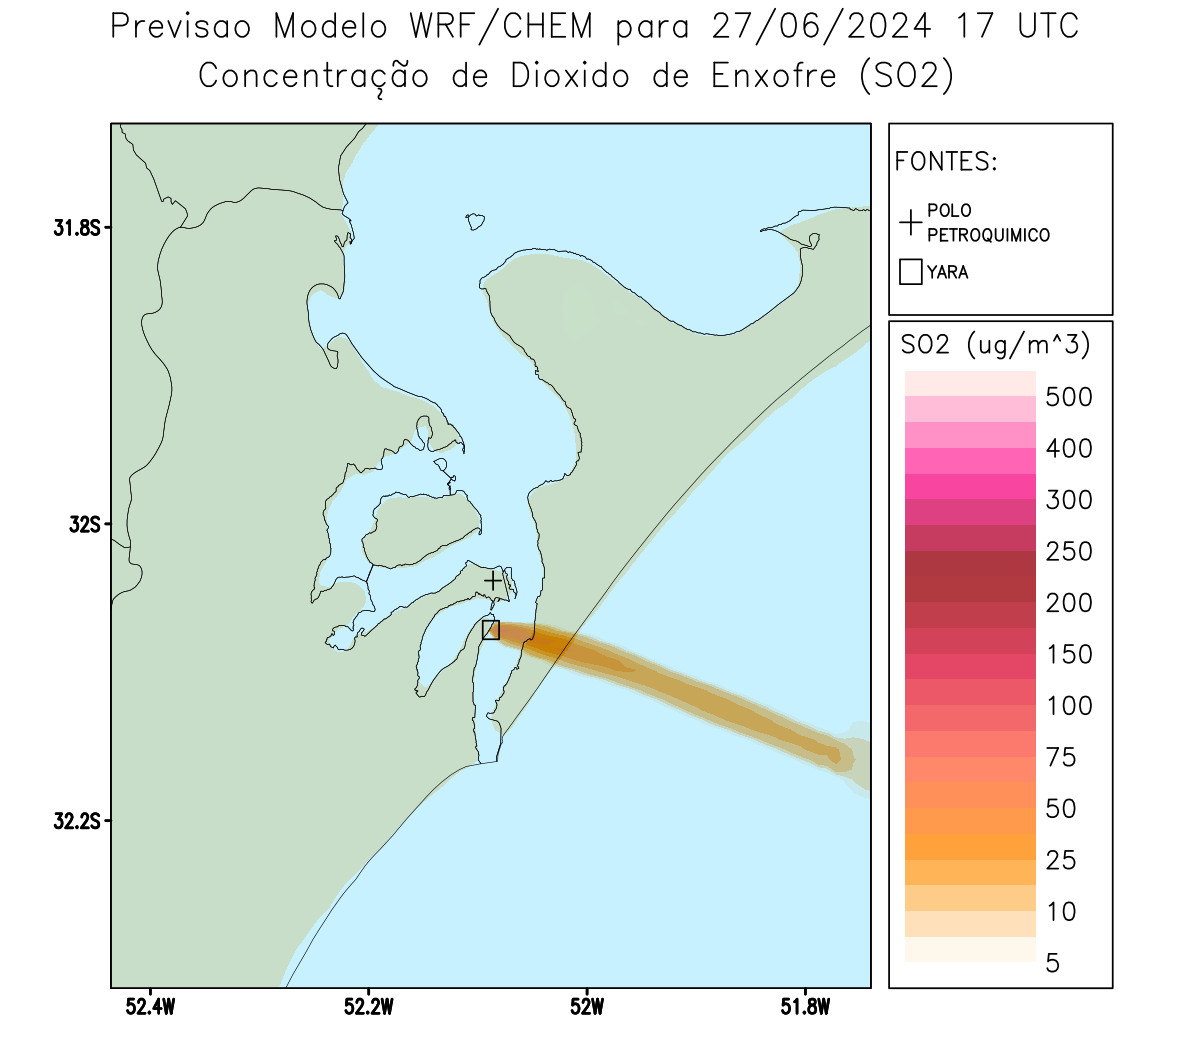 Previsao Modelo WRF/CHEM para 27/06/2024 17 UTC
Concentração de Dioxido de Enxofre (SO2)
FONTES:
POLO
PETROQUIMICO
YARA
SO2 (ug/m^3)
500
400
300
250
200
150
100
75
50
25
10
5
31.8S
32S
32.2S
52.4W
52.2W
52W
51.8W